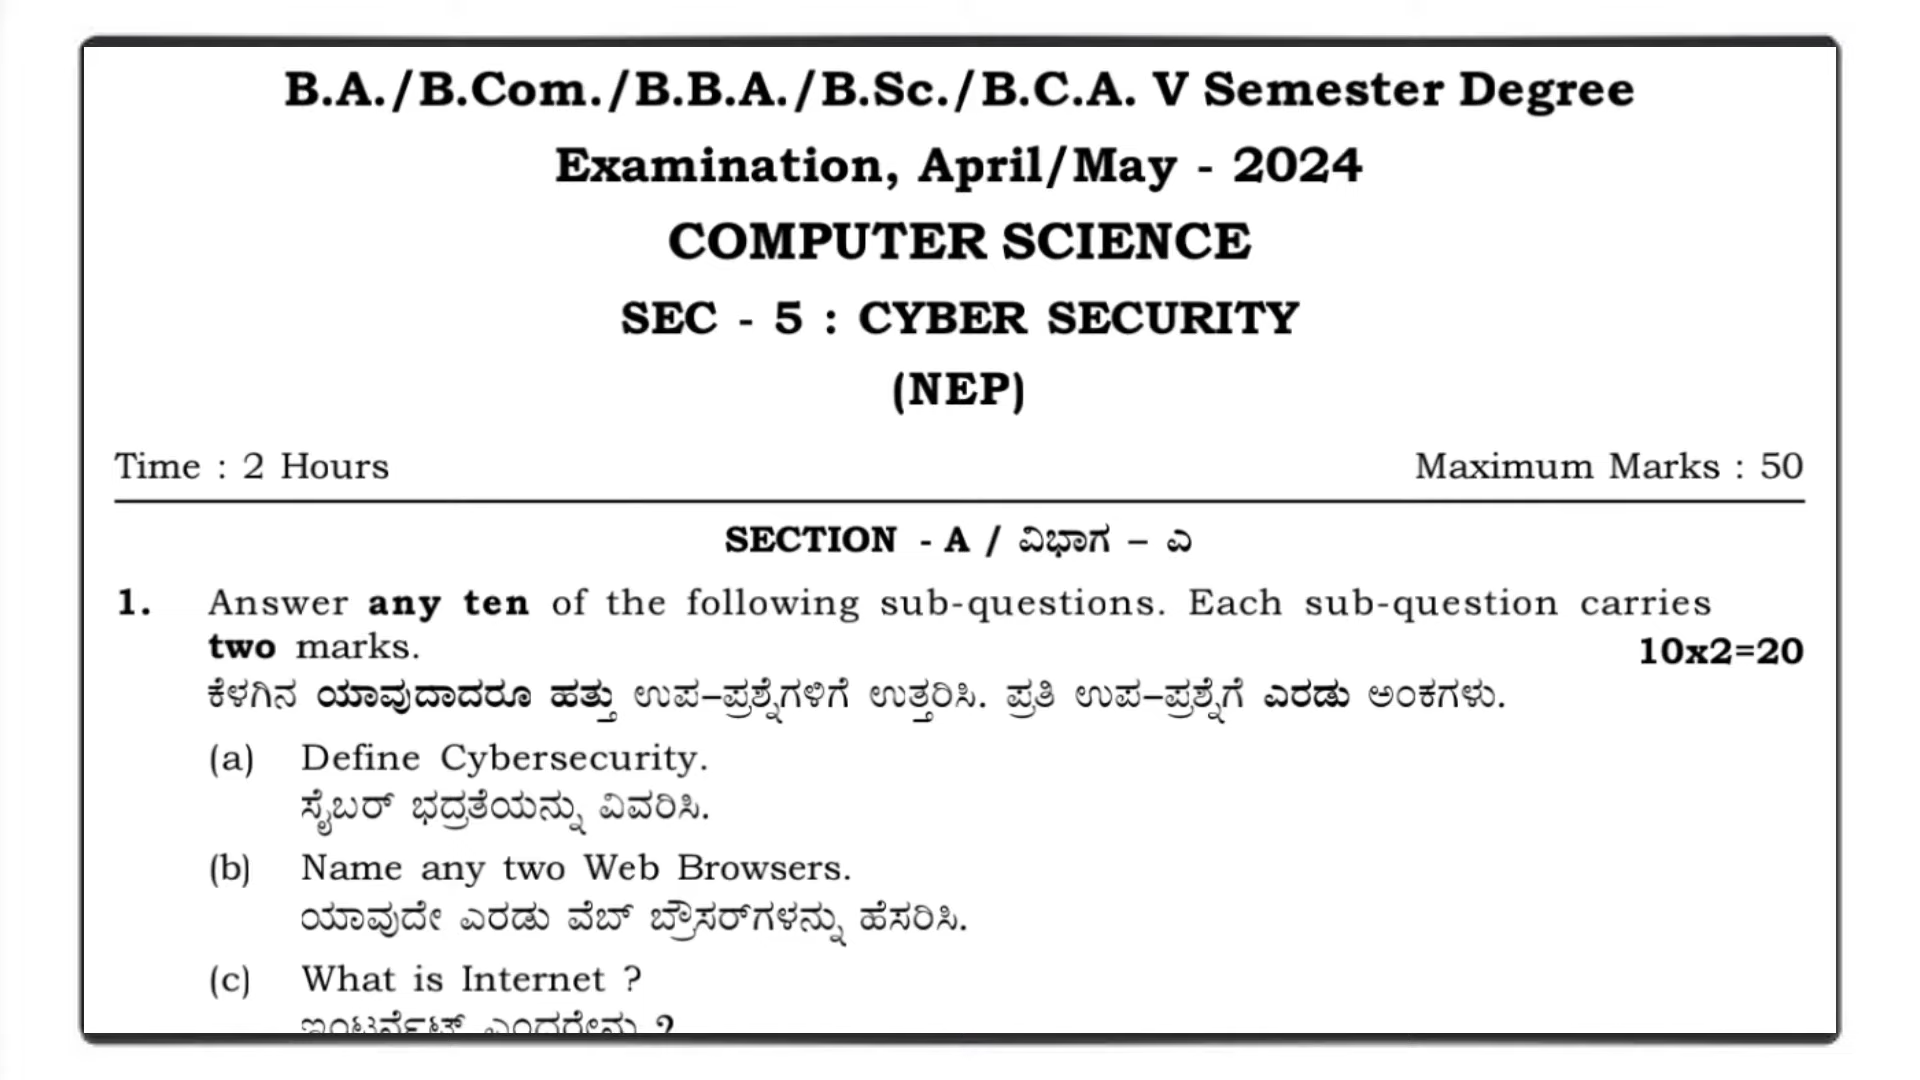 B.A./B.Com./B.B.A./B.Sc./B.C.A. V Semester Degree
Examination, April/May - 2024
COMPUTER SCIENCE
SEC - 5 : CYBER SECURITY
(NEP)
Time : 2 Hours Maximum Marks : 50
SECTION - A / ವಿಭಾಗ – ಎ
1. Answer any ten of the following sub-questions. Each sub-question carries
two marks. 10x2=20
ಕೆಳಗಿನ ಯಾವುದಾದರೂ ಹತ್ತು ಉಪ–ಪ್ರಶ್ನೆಗಳಿಗೆ ಉತ್ತರಿಸಿ. ಪ್ರತಿ ಉಪ–ಪ್ರಶ್ನೆಗೆ ಎರಡು ಅಂಕಗಳು.
(a) Define Cybersecurity.
ಸೈಬರ್ ಭದ್ರತೆಯನ್ನು ವಿವರಿಸಿ.
(b) Name any two Web Browsers.
ಯಾವುದೇ ಎರಡು ವೆಬ್ ಬ್ರೌಸರ್‌ಗಳನ್ನು ಹೆಸರಿಸಿ.
(c) What is Internet ?
ಇಂಟರ್ನೆಟ್ ಎಂದರೇನು ?